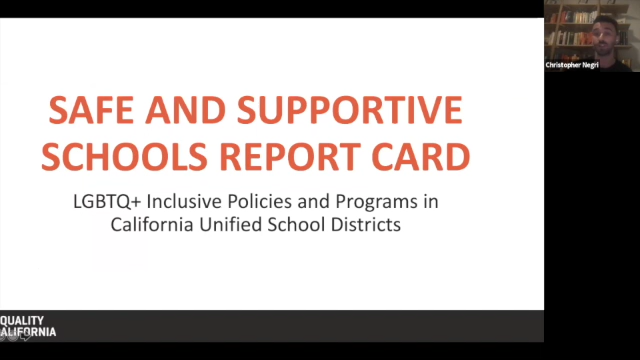 SAFE AND SUPPORTIVE
SCHOOLS REPORT CARD
LGBTQ+ Inclusive Policies and Programs in
California Unified School Districts
QUALITY
ALIFORNIA
Christopher Negri